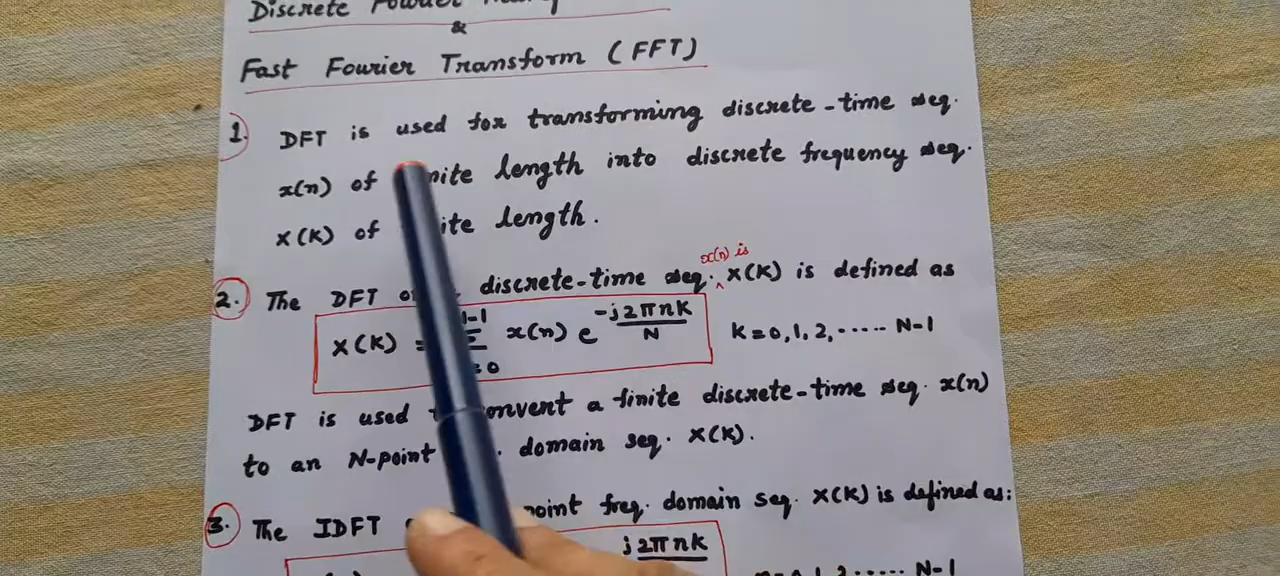 Discrete Fourier
&
Fast Fourier Transform (FFT)
1. DFT is used for transforming discrete-time seq.
x(n) of length into discrete frequency seq.
X(K) of length.
x(n) is
2. The DFT discrete-time seq. ^ X(K) is defined as
X(K) = x(n) e^{-j2πnk/N} K=0,1,2,..... N-1
DFT is used a finite discrete-time seq. x(n)
to an N-point domain seq. X(K).
3. The IDFT freq. domain seq. X(K) is defined as:
j2πnk N-1